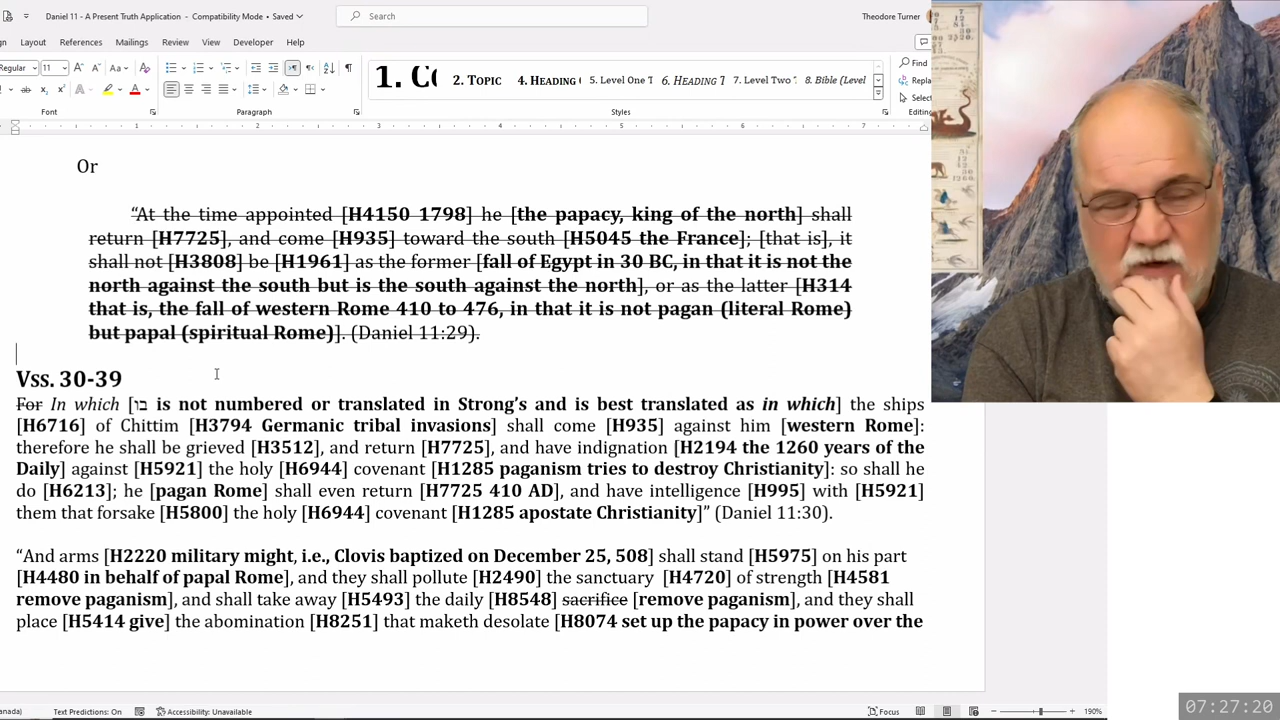 Daniel 11 - A Present Truth Application - Compatibility Mode • Saved
Search
Theodore Turner
Layout References Mailings Review View Developer Help
Regular 11
1. Co 2. Topic 4. Heading 5. Level One 6. Heading 7. Level Two 8. Bible (Level
Find
Repla
Select
Font Paragraph Styles Editing
1 2 3 4 5 6 7
Or
“At the time appointed [H4150 1798] he [the papacy, king of the north] shall
return [H7725], and come [H935] toward the south [H5045 the France]; [that is], it
shall not [H3808] be [H1961] as the former [fall of Egypt in 30 BC, in that it is not the
north against the south but is the south against the north], or as the latter [H314
that is, the fall of western Rome 410 to 476, in that it is not pagan (literal Rome)
but papal (spiritual Rome)]. (Daniel 11:29).
Vss. 30-39
For In which [בו is not numbered or translated in Strong’s and is best translated as in which] the ships
[H6716] of Chittim [H3794 Germanic tribal invasions] shall come [H935] against him [western Rome]:
therefore he shall be grieved [H3512], and return [H7725], and have indignation [H2194 the 1260 years of the
Daily] against [H5921] the holy [H6944] covenant [H1285 paganism tries to destroy Christianity]: so shall he
do [H6213]; he [pagan Rome] shall even return [H7725 410 AD], and have intelligence [H995] with [H5921]
them that forsake [H5800] the holy [H6944] covenant [H1285 apostate Christianity]” (Daniel 11:30).
“And arms [H2220 military might, i.e., Clovis baptized on December 25, 508] shall stand [H5975] on his part
[H4480 in behalf of papal Rome], and they shall pollute [H2490] the sanctuary [H4720] of strength [H4581
remove paganism], and shall take away [H5493] the daily [H8548] sacrifice [remove paganism], and they shall
place [H5414 give] the abomination [H8251] that maketh desolate [H8074 set up the papacy in power over the
anada) Text Predictions: On Accessibility: Unavailable Focus 190%
07:27:20